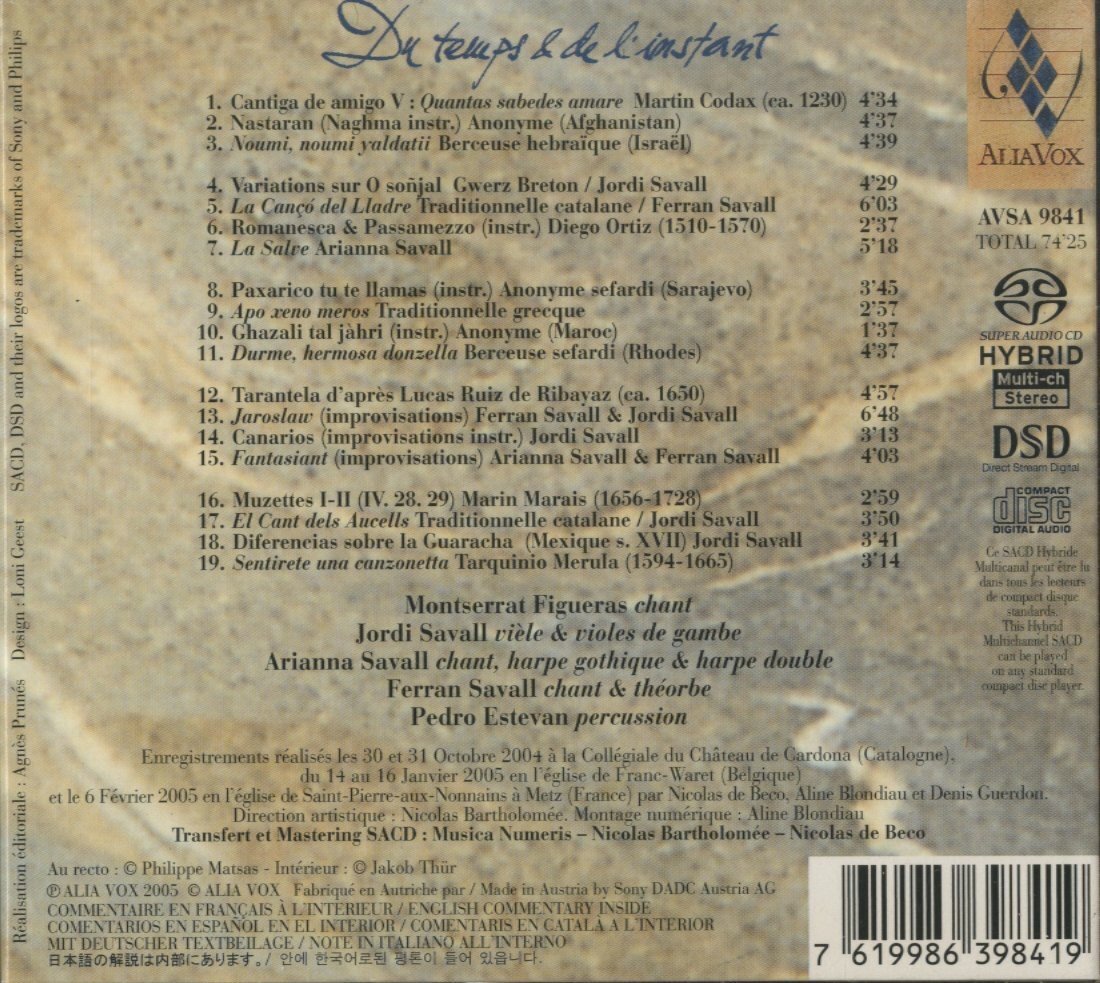 Du temps & de l'instant
1. Cantiga de amigo V : Quantas sabedes amare Martin Codax (ca. 1230) 4'34
2. Nastaran (Naghma instr.) Anonyme (Afghanistan) 4'37
3. Noumi, noumi yaldatii Berceuse hebraïque (Israël) 4'39
4. Variations sur O soñjal Gwerz Breton / Jordi Savall 4'29
5. La Cançó del Lladre Traditionnelle catalane / Ferran Savall 6'03
6. Romanesca & Passamezzo (instr.) Diego Ortiz (1510-1570) 2'37
7. La Salve Arianna Savall 5'18
8. Paxarico tu te llamas (instr.) Anonyme sefardi (Sarajevo) 3'45
9. Apo xeno meros Traditionnelle grecque 2'57
10. Ghazali tal jàhri (instr.) Anonyme (Maroc) 1'37
11. Durme, hermosa donzella Berceuse sefardi (Rhodes) 4'37
12. Tarantela d'après Lucas Ruiz de Ribayaz (ca. 1650) 4'57
13. Jaroslaw (improvisations) Ferran Savall & Jordi Savall 6'48
14. Canarios (improvisations instr.) Jordi Savall 3'13
15. Fantasiant (improvisations) Arianna Savall & Ferran Savall 4'03
16. Muzettes I-II (IV. 28. 29) Marin Marais (1656-1728) 2'59
17. El Cant dels Aucells Traditionnelle catalane / Jordi Savall 3'50
18. Diferencias sobre la Guaracha (Mexique s. XVII) Jordi Savall 3'41
19. Sentirete una canzonetta Tarquinio Merula (1594-1665) 3'14
Montserrat Figueras chant
Jordi Savall vièle & violes de gambe
Arianna Savall chant, harpe gothique & harpe double
Ferran Savall chant & théorbe
Pedro Estevan percussion
Enregistrements réalisés les 30 et 31 Octobre 2004 à la Collégiale du Château de Cardona (Catalogne),
du 14 au 16 Janvier 2005 en l'église de Franc-Waret (Belgique)
et le 6 Février 2005 en l'église de Saint-Pierre-aux-Nonnains à Metz (France) par Nicolas de Beco, Aline Blondiau et Denis Guerdon.
Direction artistique : Nicolas Bartholomée. Montage numérique : Aline Blondiau
Transfert et Mastering SACD : Musica Numeris – Nicolas Bartholomée – Nicolas de Beco
Au recto : © Philippe Matsas - Intérieur : © Jakob Thür
℗ ALIA VOX 2005 © ALIA VOX Fabriqué en Autriche par / Made in Austria by Sony DADC Austria AG
COMMENTAIRE EN FRANÇAIS À L'INTERIEUR / ENGLISH COMMENTARY INSIDE
COMENTARIOS EN ESPAÑOL EN EL INTERIOR / COMENTARIS EN CATALÀ A L'INTERIOR
MIT DEUTSCHER TEXTBEILAGE / NOTE IN ITALIANO ALL'INTERNO
日本語の解説は内部にあります。/ 안에 한국어로된 평론이 들어 있읍니다.
Réalisation éditoriale : Agnès Prunés Design : Loni Geest SACD, DSD and their logos are trademarks of Sony and Philips
ALIAVOX
AVSA 9841
TOTAL 74'25
SUPER AUDIO CD
HYBRID
Multi-ch
Stereo
DSD
Direct Stream Digital
COMPACT
disc
DIGITAL AUDIO
Ce SACD Hybride
Multicanal peut être lu
dans tous les lecteurs
de compact disque
standards.
This Hybrid
Multichannel SACD
can be played
on any standard
compact disc player.
7 619986 398419